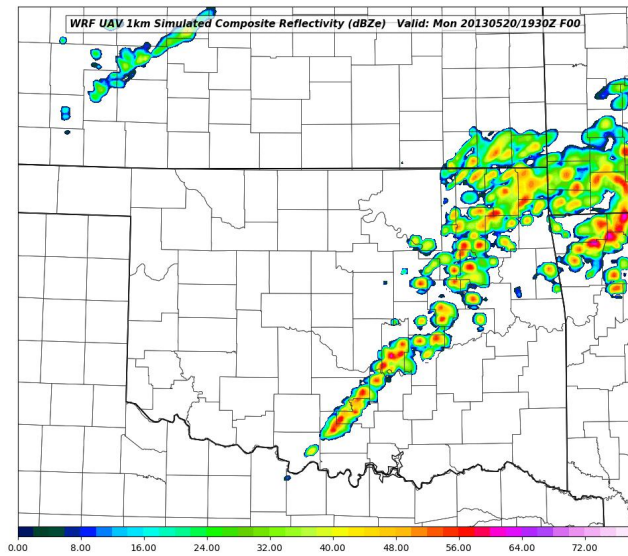 WRF UAV 1km Simulated Composite Reflectivity (dBZe)   Valid: Mon 20130520/1930Z F00
0.00 8.00 16.00 24.00 32.00 40.00 48.00 56.00 64.00 72.00